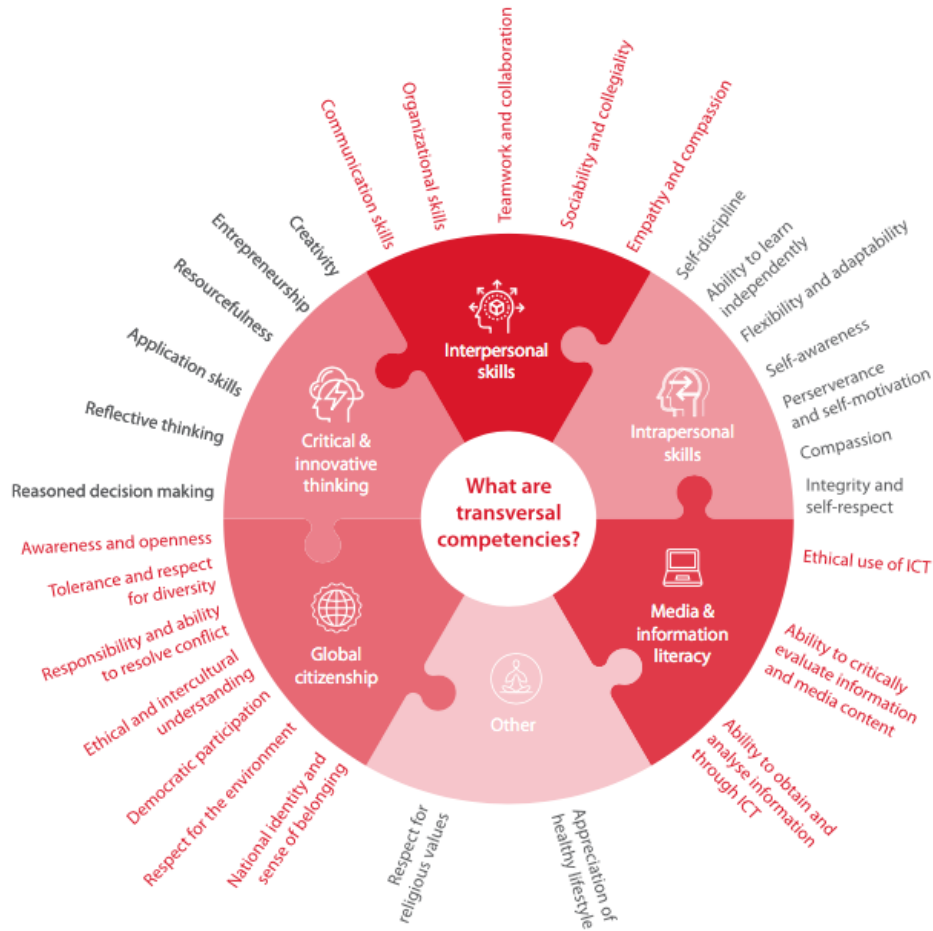 What are
transversal
competencies?
Interpersonal
skills
Communication skills
Organizational skills
Teamwork and collaboration
Sociability and collegiality
Empathy and compassion
Intrapersonal
skills
Self-discipline
Ability to learn
independently
Flexibility and adaptability
Self-awareness
Perserverance
and self-motivation
Compassion
Integrity and
self-respect
Media &
information
literacy
Ethical use of ICT
Ability to critically
evaluate information
and media content
Ability to obtain and
analyse information
through ICT
Other
Appreciation of
healthy lifestyle
Respect for
religious values
Global
citizenship
National identity and
sense of belonging
Respect for the environment
Democratic participation
Ethical and intercultural
understanding
Responsibility and ability
to resolve conflict
Tolerance and respect
for diversity
Awareness and openness
Critical &
innovative
thinking
Reasoned decision making
Reflective thinking
Application skills
Resourcefulness
Entrepreneurship
Creativity